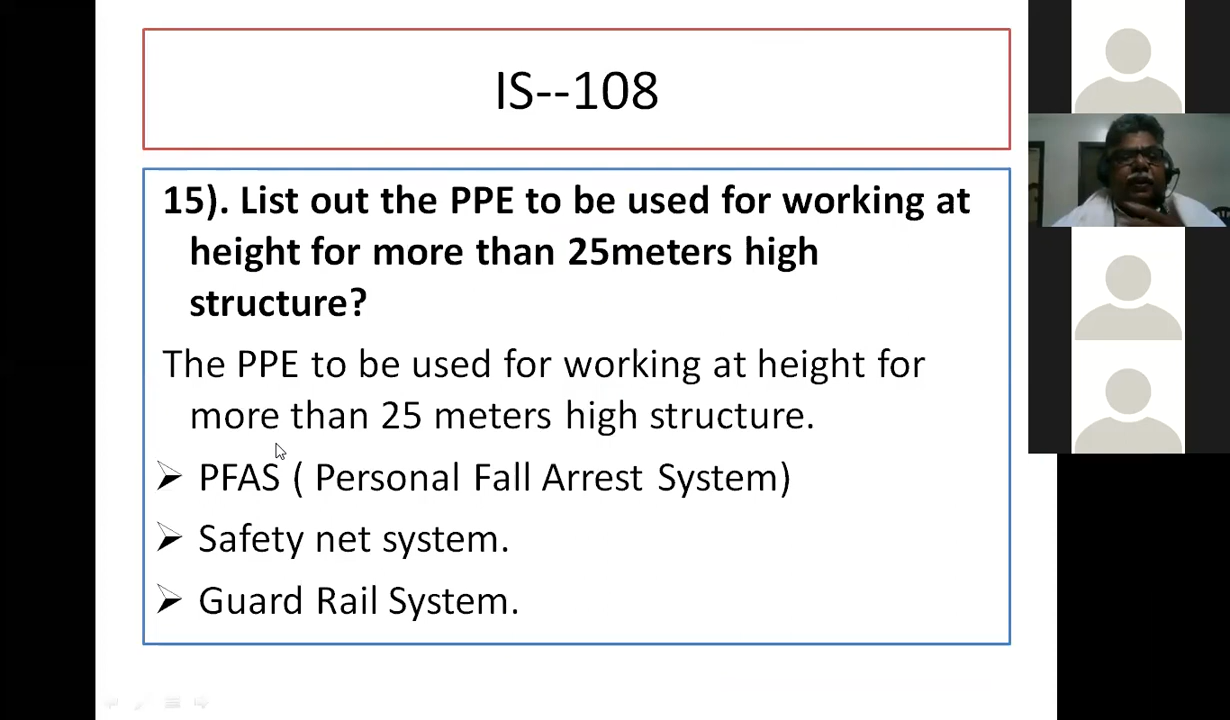 IS--108
15). List out the PPE to be used for working at
height for more than 25meters high
structure?
The PPE to be used for working at height for
more than 25 meters high structure.
➢ PFAS ( Personal Fall Arrest System)
➢ Safety net system.
➢ Guard Rail System.